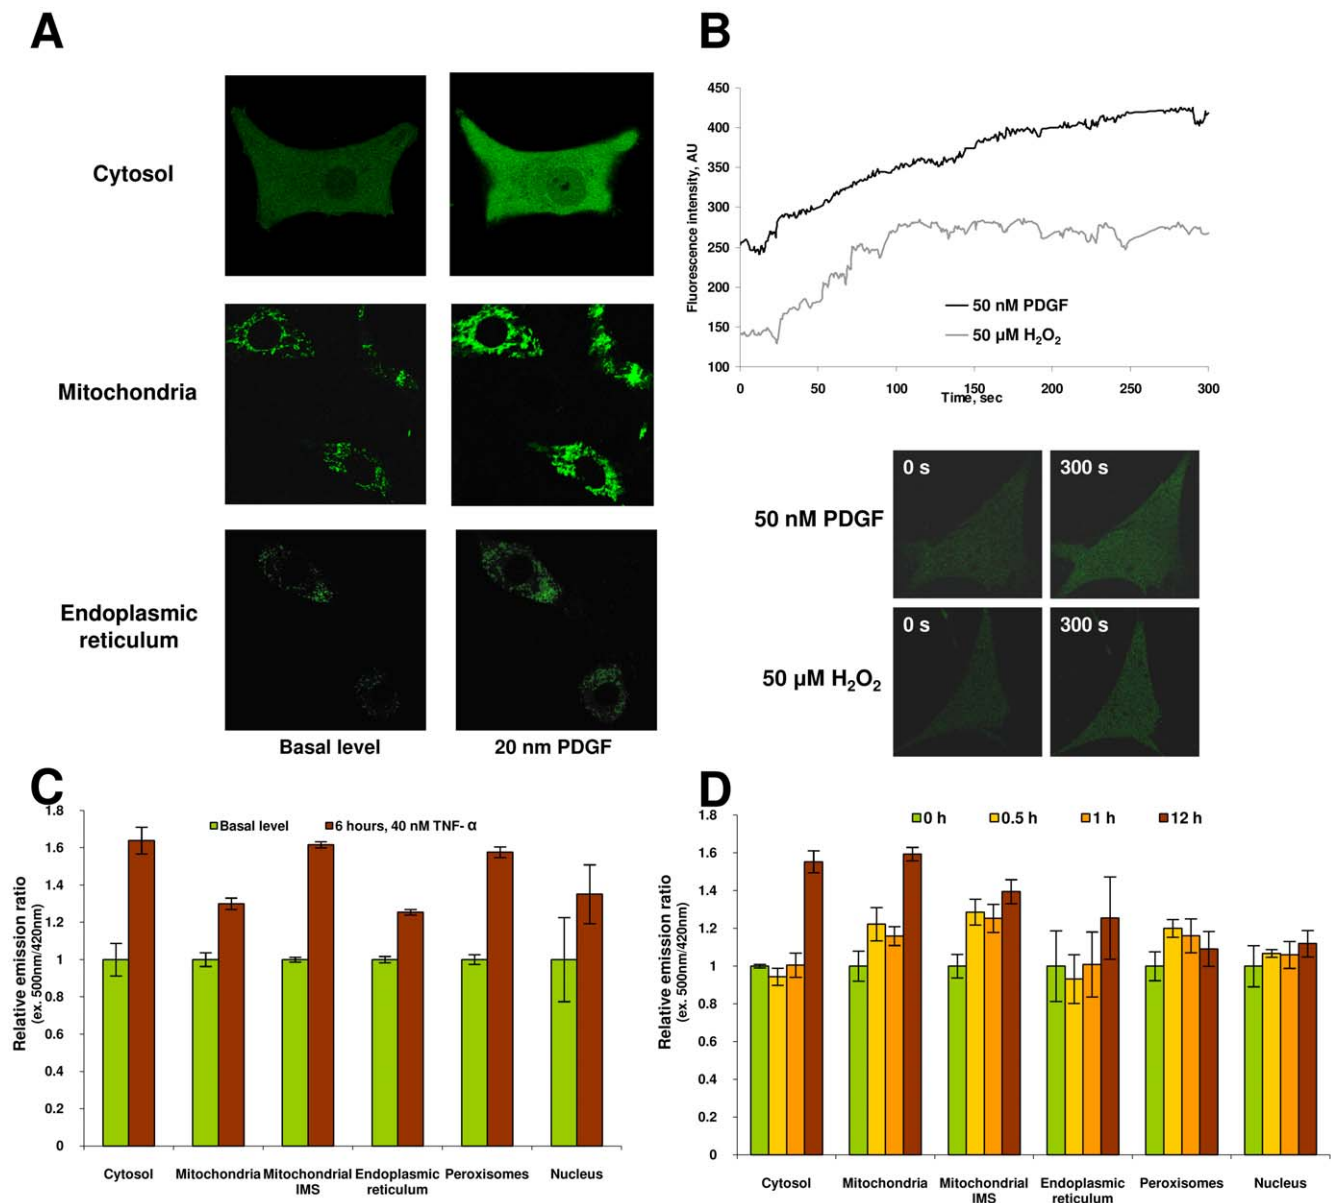 A
Cytosol
Mitochondria
Endoplasmic
reticulum
Basal level
20 nm PDGF
B
Fluorescence intensity, AU
450
400
350
300
250
200
150
100
0
50
100
150
200
250
300
Time, sec
50 nM PDGF
50 μM H₂O₂
0 s
300 s
50 nM PDGF
0 s
300 s
50 μM H₂O₂
C
Relative emission ratio
(ex. 500nm/420nm)
1.8
1.6
1.4
1.2
1
0.8
0.6
0.4
0.2
0
Basal level
6 hours, 40 nM TNF- α
Cytosol
Mitochondria
Mitochondrial
IMS
Endoplasmic
reticulum
Peroxisomes
Nucleus
D
Relative emission ratio
(ex. 500nm/420nm)
1.8
1.6
1.4
1.2
1
0.8
0.6
0.4
0.2
0
0 h
0.5 h
1 h
12 h
Cytosol
Mitochondria
Mitochondrial
IMS
Endoplasmic
reticulum
Peroxisomes
Nucleus